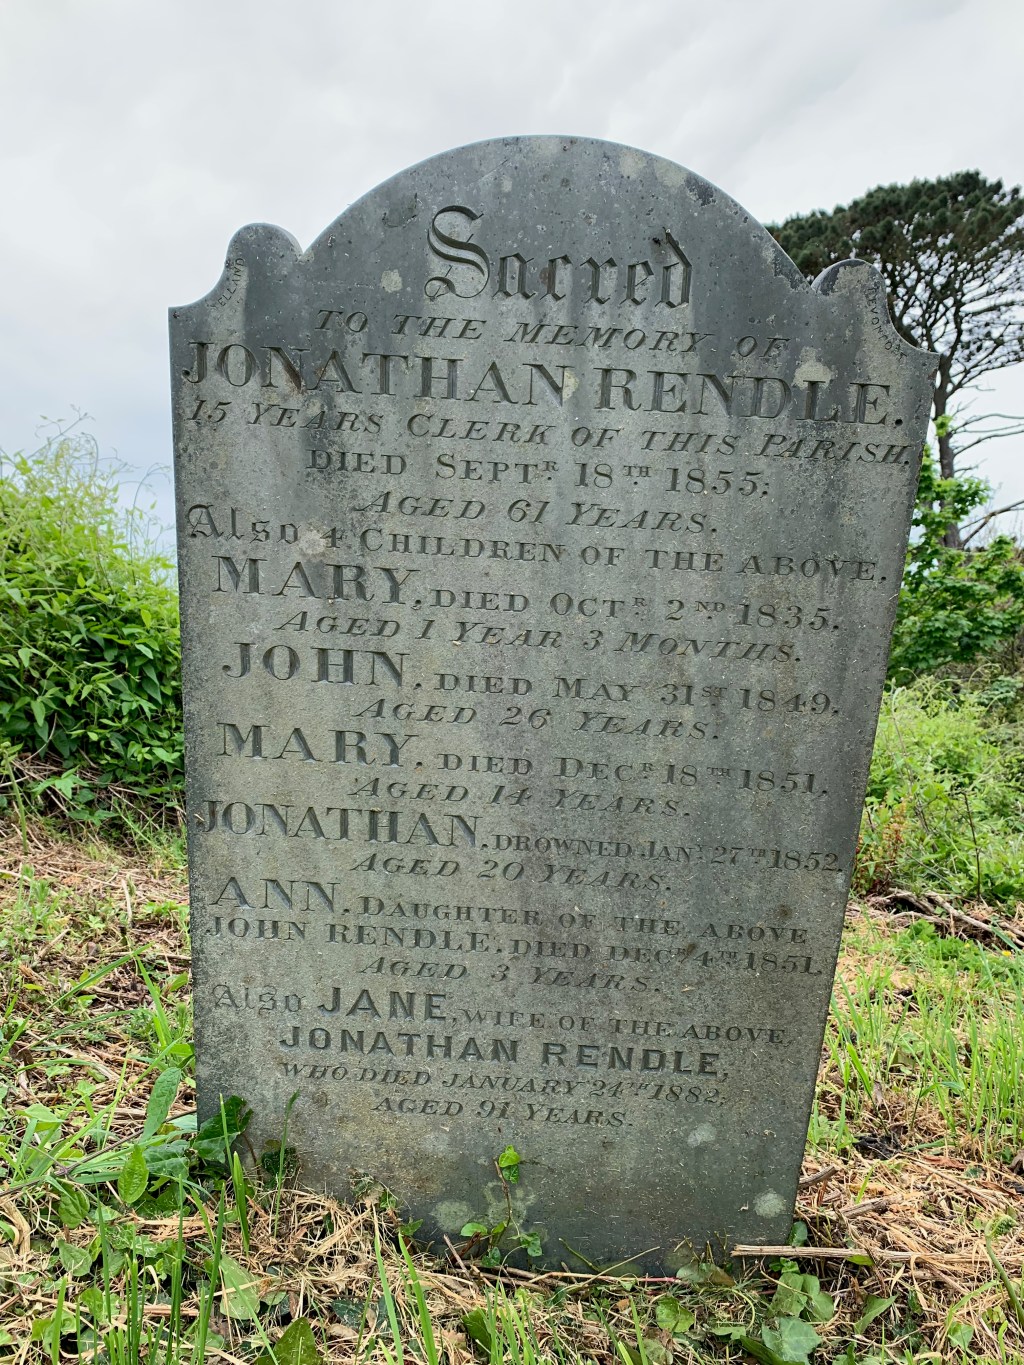 Sacred
TO THE MEMORY OF
JONATHAN RENDLE.
15 YEARS CLERK OF THIS PARISH,
DIED SEPTR. 18TH. 1855:
AGED 61 YEARS.
Also 4 CHILDREN OF THE ABOVE,
MARY, DIED OCTR. 2ND. 1835.
AGED 1 YEAR 3 MONTHS.
JOHN, DIED MAY 31ST 1849.
AGED 26 YEARS.
MARY, DIED DECR. 18TH 1851.
AGED 14 YEARS.
JONATHAN, DROWNED JANY. 27TH 1852.
AGED 20 YEARS.
ANN, DAUGHTER OF THE ABOVE
JOHN RENDLE, DIED DECR. 4TH. 1851.
AGED 3 YEARS.
Also JANE, WIFE OF THE ABOVE
JONATHAN RENDLE,
WHO DIED JANUARY 24TH 1882;
AGED 91 YEARS.